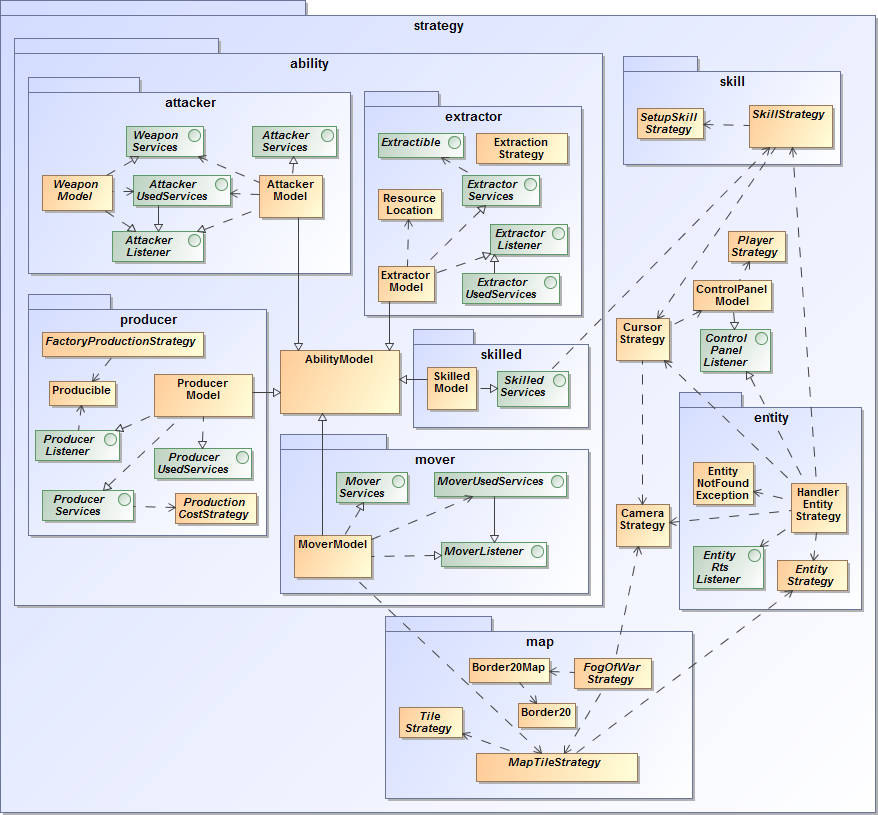 strategy
ability
attacker
Weapon
Services
Attacker
Services
Weapon
Model
Attacker
UsedServices
Attacker
Model
Attacker
Listener
extractor
Extractible
Extraction
Strategy
Extractor
Services
Resource
Location
Extractor
Listener
Extractor
Model
Extractor
UsedServices
producer
FactoryProductionStrategy
Producible
Producer
Model
Producer
Listener
Producer
UsedServices
Producer
Services
Production
CostStrategy
AbilityModel
skilled
Skilled
Model
Skilled
Services
mover
Mover
Services
MoverUsedServices
MoverModel
MoverListener
skill
SetupSkill
Strategy
SkillStrategy
Player
Strategy
ControlPanel
Model
Cursor
Strategy
Control
Panel
Listener
entity
Entity
NotFound
Exception
Handler
Entity
Strategy
Camera
Strategy
Entity
Rts
Listener
Entity
Strategy
map
Border20Map
FogOfWar
Strategy
Border20
Tile
Strategy
MapTileStrategy